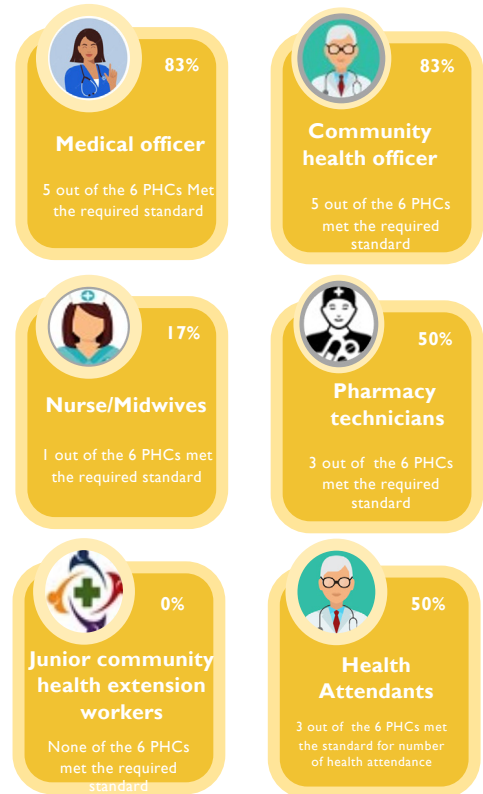 83%
Medical officer
5 out of the 6 PHCs Met
the required standard
83%
Community
health officer
5 out of the 6 PHCs
met the required
standard
17%
Nurse/Midwives
1 out of the 6 PHCs met
the required standard
50%
Pharmacy
technicians
3 out of the 6 PHCs
met the required
standard
0%
Junior community
health extension
workers
None of the 6 PHCs
met the required
standard
50%
Health
Attendants
3 out of the 6 PHCs met
the standard for number
of health attendance